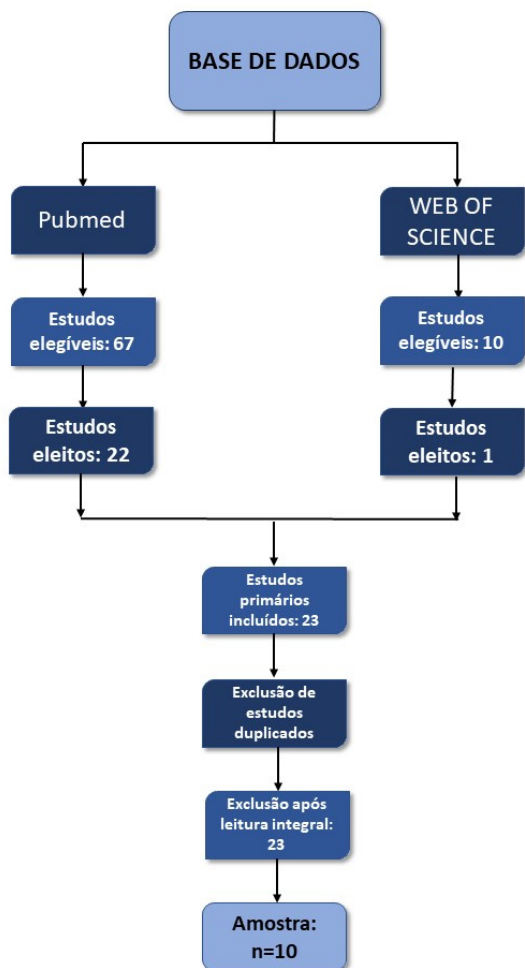 BASE DE DADOS
Pubmed
WEB OF
SCIENCE
Estudos
elegíveis: 67
Estudos
elegíveis: 10
Estudos
eleitos: 22
Estudos
eleitos: 1
Estudos
primários
incluídos: 23
Exclusão de
estudos
duplicados
Exclusão após
leitura integral:
23
Amostra:
n=10